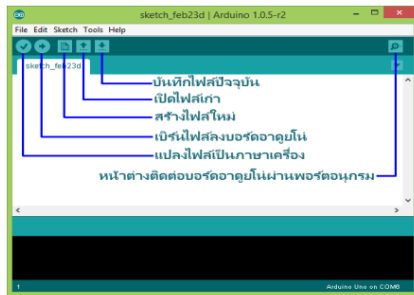 sketch_feb23d | Arduino 1.0.5-r2
File Edit Sketch Tools Help
sketch_feb23d
บันทึกไฟล์ปัจจุบัน
เปิดไฟล์เก่า
สร้างไฟล์ใหม่
เบิร์นไฟล์ลงบอร์ดอาดูยโน่
แปลงไฟล์เป็นภาษาเครื่อง
หน้าต่างติดต่อบอร์ดอาดูยโน่ผ่านพอร์ตอนุกรม
1
Arduino Uno on COM6